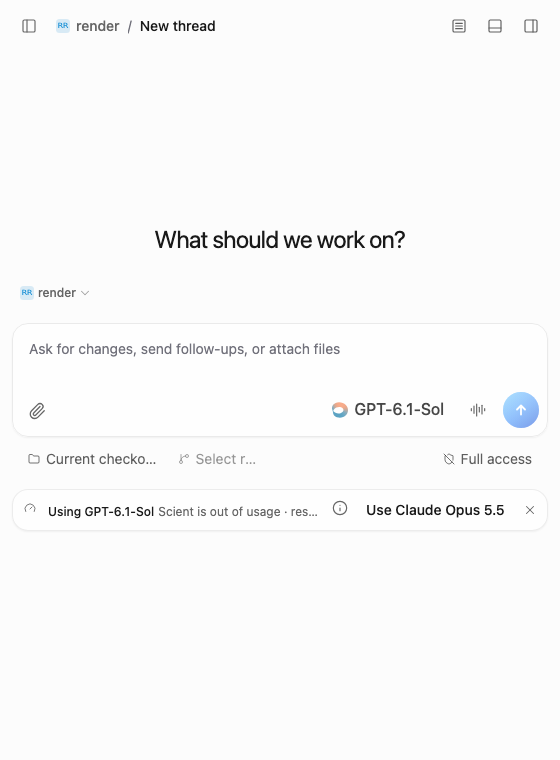 RR render / New thread
What should we work on?
RR render
Ask for changes, send follow-ups, or attach files
GPT-6.1-Sol
Current checko... Select r... Full access
Using GPT-6.1-Sol Scient is out of usage · res... Use Claude Opus 5.5